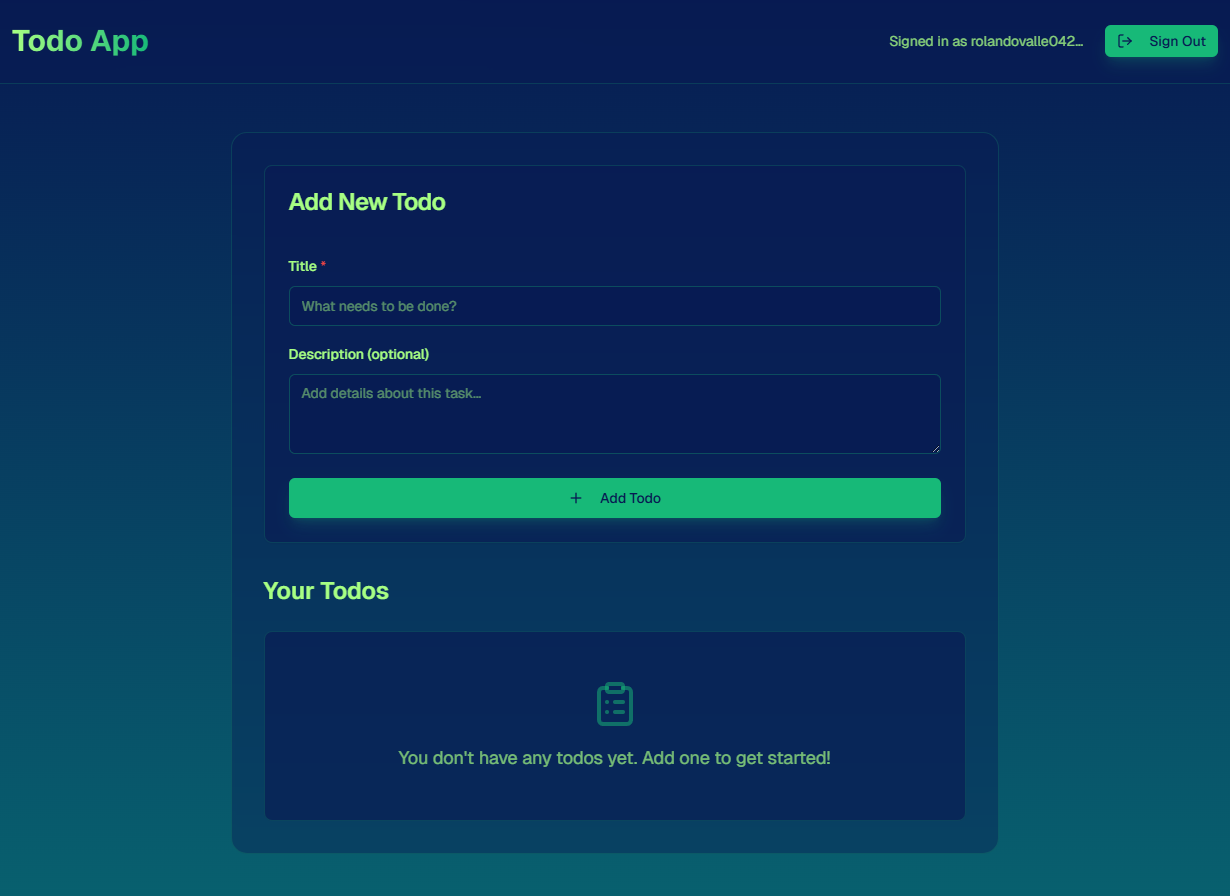 Todo App
Signed in as rolandovalle042...
Sign Out
Add New Todo
Title *
What needs to be done?
Description (optional)
Add details about this task...
Add Todo
Your Todos
You don't have any todos yet. Add one to get started!